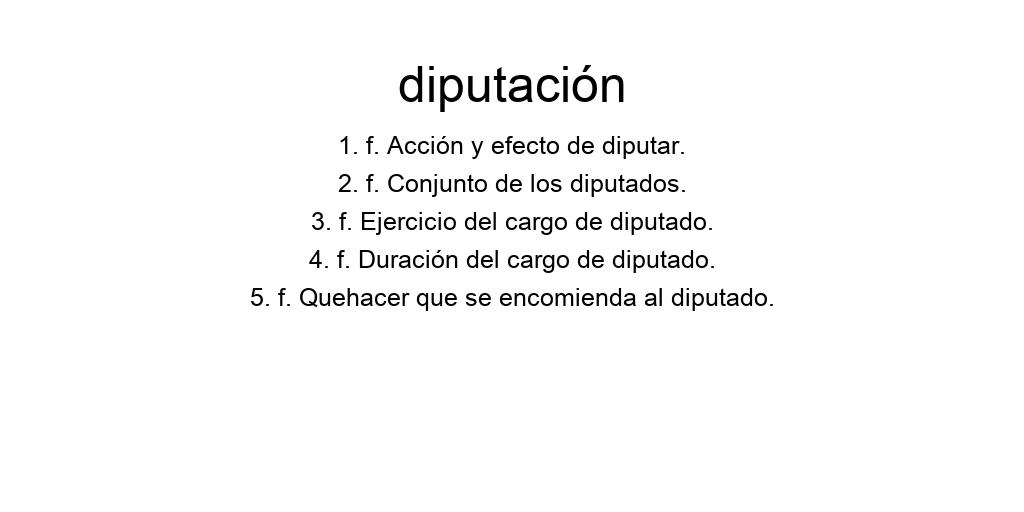 diputación
1. f. Acción y efecto de diputar.
2. f. Conjunto de los diputados.
3. f. Ejercicio del cargo de diputado.
4. f. Duración del cargo de diputado.
5. f. Quehacer que se encomienda al diputado.